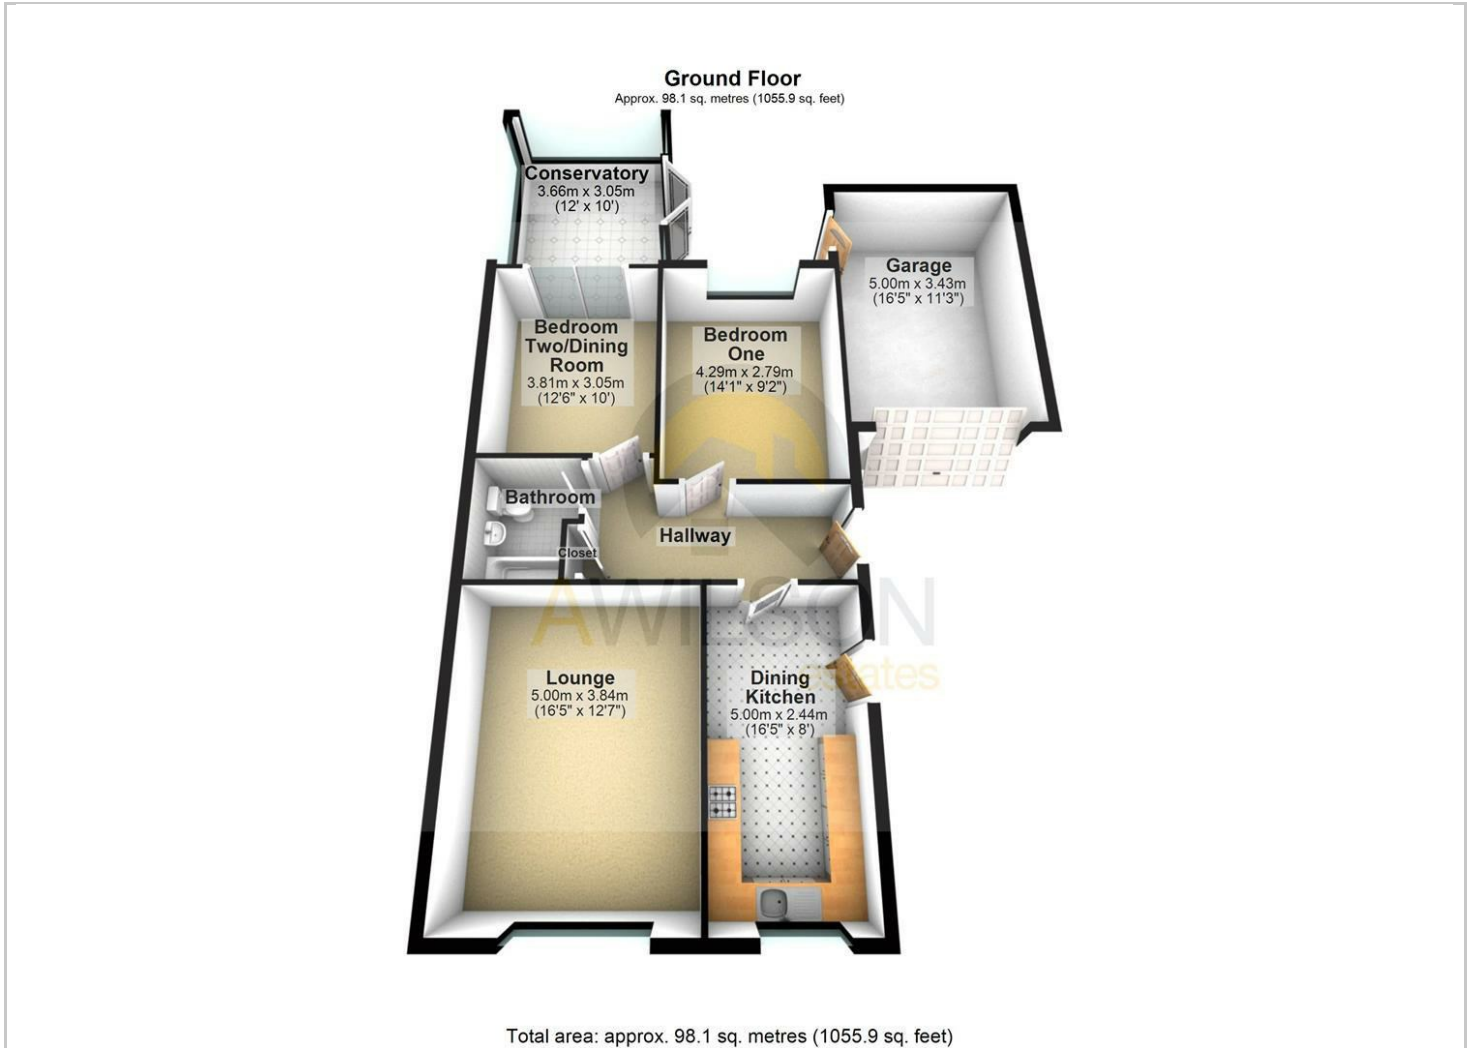 Ground Floor
Approx. 98.1 sq. metres (1055.9 sq. feet)
Conservatory
3.66m x 3.05m
(12' x 10')
Garage
5.00m x 3.43m
(16'5" x 11'3")
Bedroom
Two/Dining
Room
3.81m x 3.05m
(12'6" x 10')
Bedroom
One
4.29m x 2.79m
(14'1" x 9'2")
Bathroom
Hallway
Closet
AWILSON
estates
Lounge
5.00m x 3.84m
(16'5" x 12'7")
Dining
Kitchen
5.00m x 2.44m
(16'5" x 8')
Total area: approx. 98.1 sq. metres (1055.9 sq. feet)